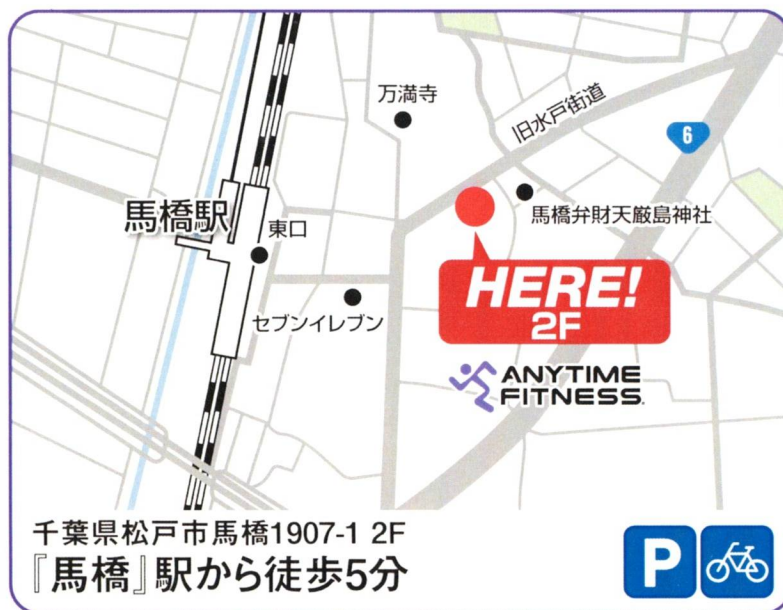 万満寺
旧水戸街道
6
馬橋駅
東口
馬橋弁財天厳島神社
HERE!
2F
セブンイレブン
ANYTIME
FITNESS
千葉県松戸市馬橋1907-1 2F
『馬橋』駅から徒歩5分
P